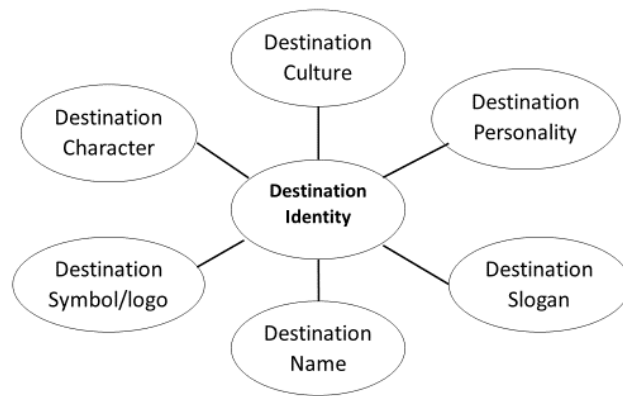 Destination
Culture
Destination
Character
Destination
Personality
Destination
Identity
Destination
Symbol/logo
Destination
Slogan
Destination
Name